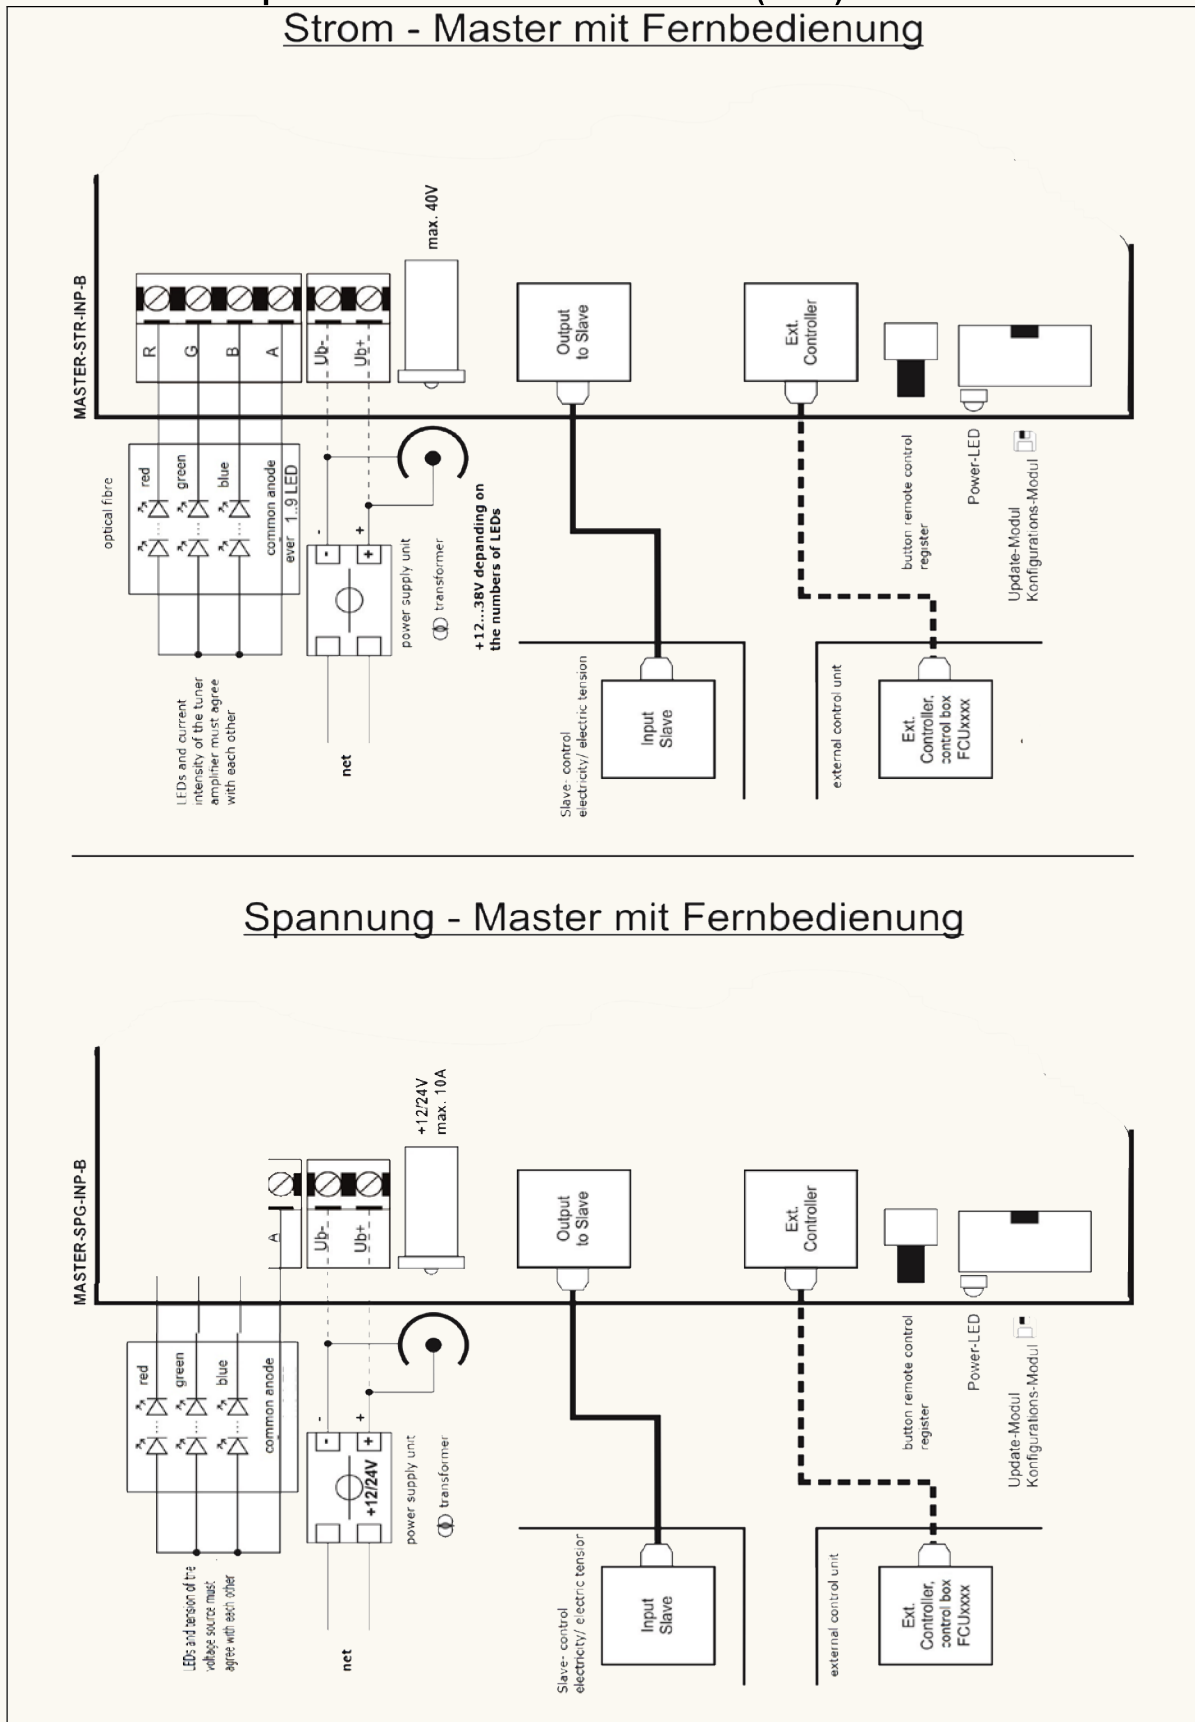 Strom - Master mit Fernbedienung
MASTER-STR-INP-B
R
G
B
A
Ub-
Ub+
max. 40V
Output
to Slave
Ext.
Controller
optical fibre
red
green
blue
common anode
ever 1..9 LED
-
+
-
+
power supply unit
transformer
+12...38V depanding on
the numbers of LEDs
button remote control
register
Power-LED
Update-Modul
Konfigurations-Modul
LEDs and current
intensity of the tuner
amplifier must agree
with each other
net
Slave- control
electricity/ electric tension
Input
Slave
external control unit
Ext.
Controller,
control box
FCUxxxx
Spannung - Master mit Fernbedienung
MASTER-SPG-INP-B
A
Ub-
Ub+
+12/24V
max. 10A
Output
to Slave
Ext.
Controller
red
green
blue
common anode
-
+
-
+
+12/24V
power supply unit
transformer
button remote control
register
Power-LED
Update-Modul
Konfigurations-Modul
LEDs and tension of the
voltage source must
agree with each other
net
Slave- control
electricity/ electric tension
Input
Slave
external control unit
Ext.
Controller,
control box
FCUxxxx